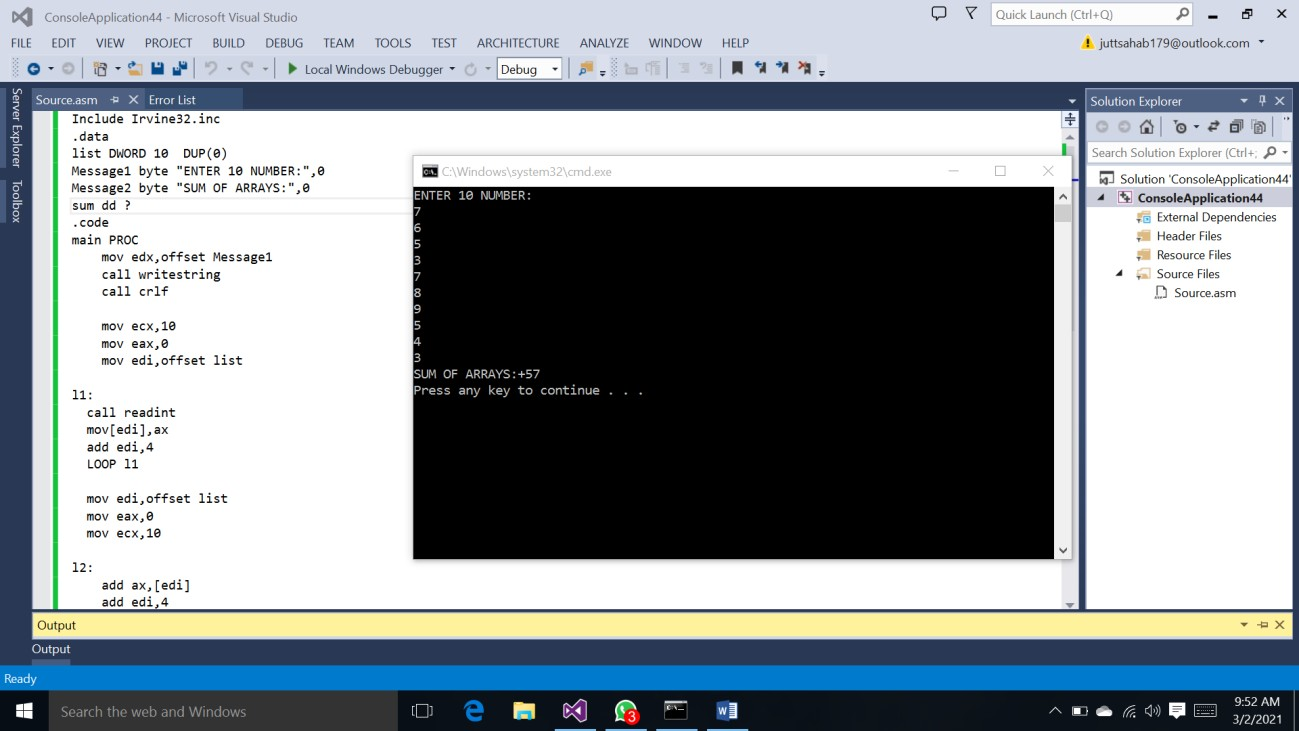 ConsoleApplication44 - Microsoft Visual Studio
Quick Launch (Ctrl+Q)
FILE EDIT VIEW PROJECT BUILD DEBUG TEAM TOOLS TEST ARCHITECTURE ANALYZE WINDOW HELP
juttsahab179@outlook.com
Local Windows Debugger
Debug
Server Explorer
Toolbox
Source.asm
Error List
Include Irvine32.inc
.data
list DWORD 10  DUP(0)
Message1 byte "ENTER 10 NUMBER:",0
Message2 byte "SUM OF ARRAYS:",0
sum dd ?
.code
main PROC
mov edx,offset Message1
call writestring
call crlf
mov ecx,10
mov eax,0
mov edi,offset list
l1:
call readint
mov[edi],ax
add edi,4
LOOP l1
mov edi,offset list
mov eax,0
mov ecx,10
l2:
add ax,[edi]
add edi,4
C:\Windows\system32\cmd.exe
ENTER 10 NUMBER:
7
6
5
3
7
8
9
5
4
3
SUM OF ARRAYS:+57
Press any key to continue . . .
Solution Explorer
Search Solution Explorer (Ctrl+;
Solution 'ConsoleApplication44'
ConsoleApplication44
External Dependencies
Header Files
Resource Files
Source Files
Source.asm
Output
Output
Ready
Search the web and Windows
3
9:52 AM
3/2/2021